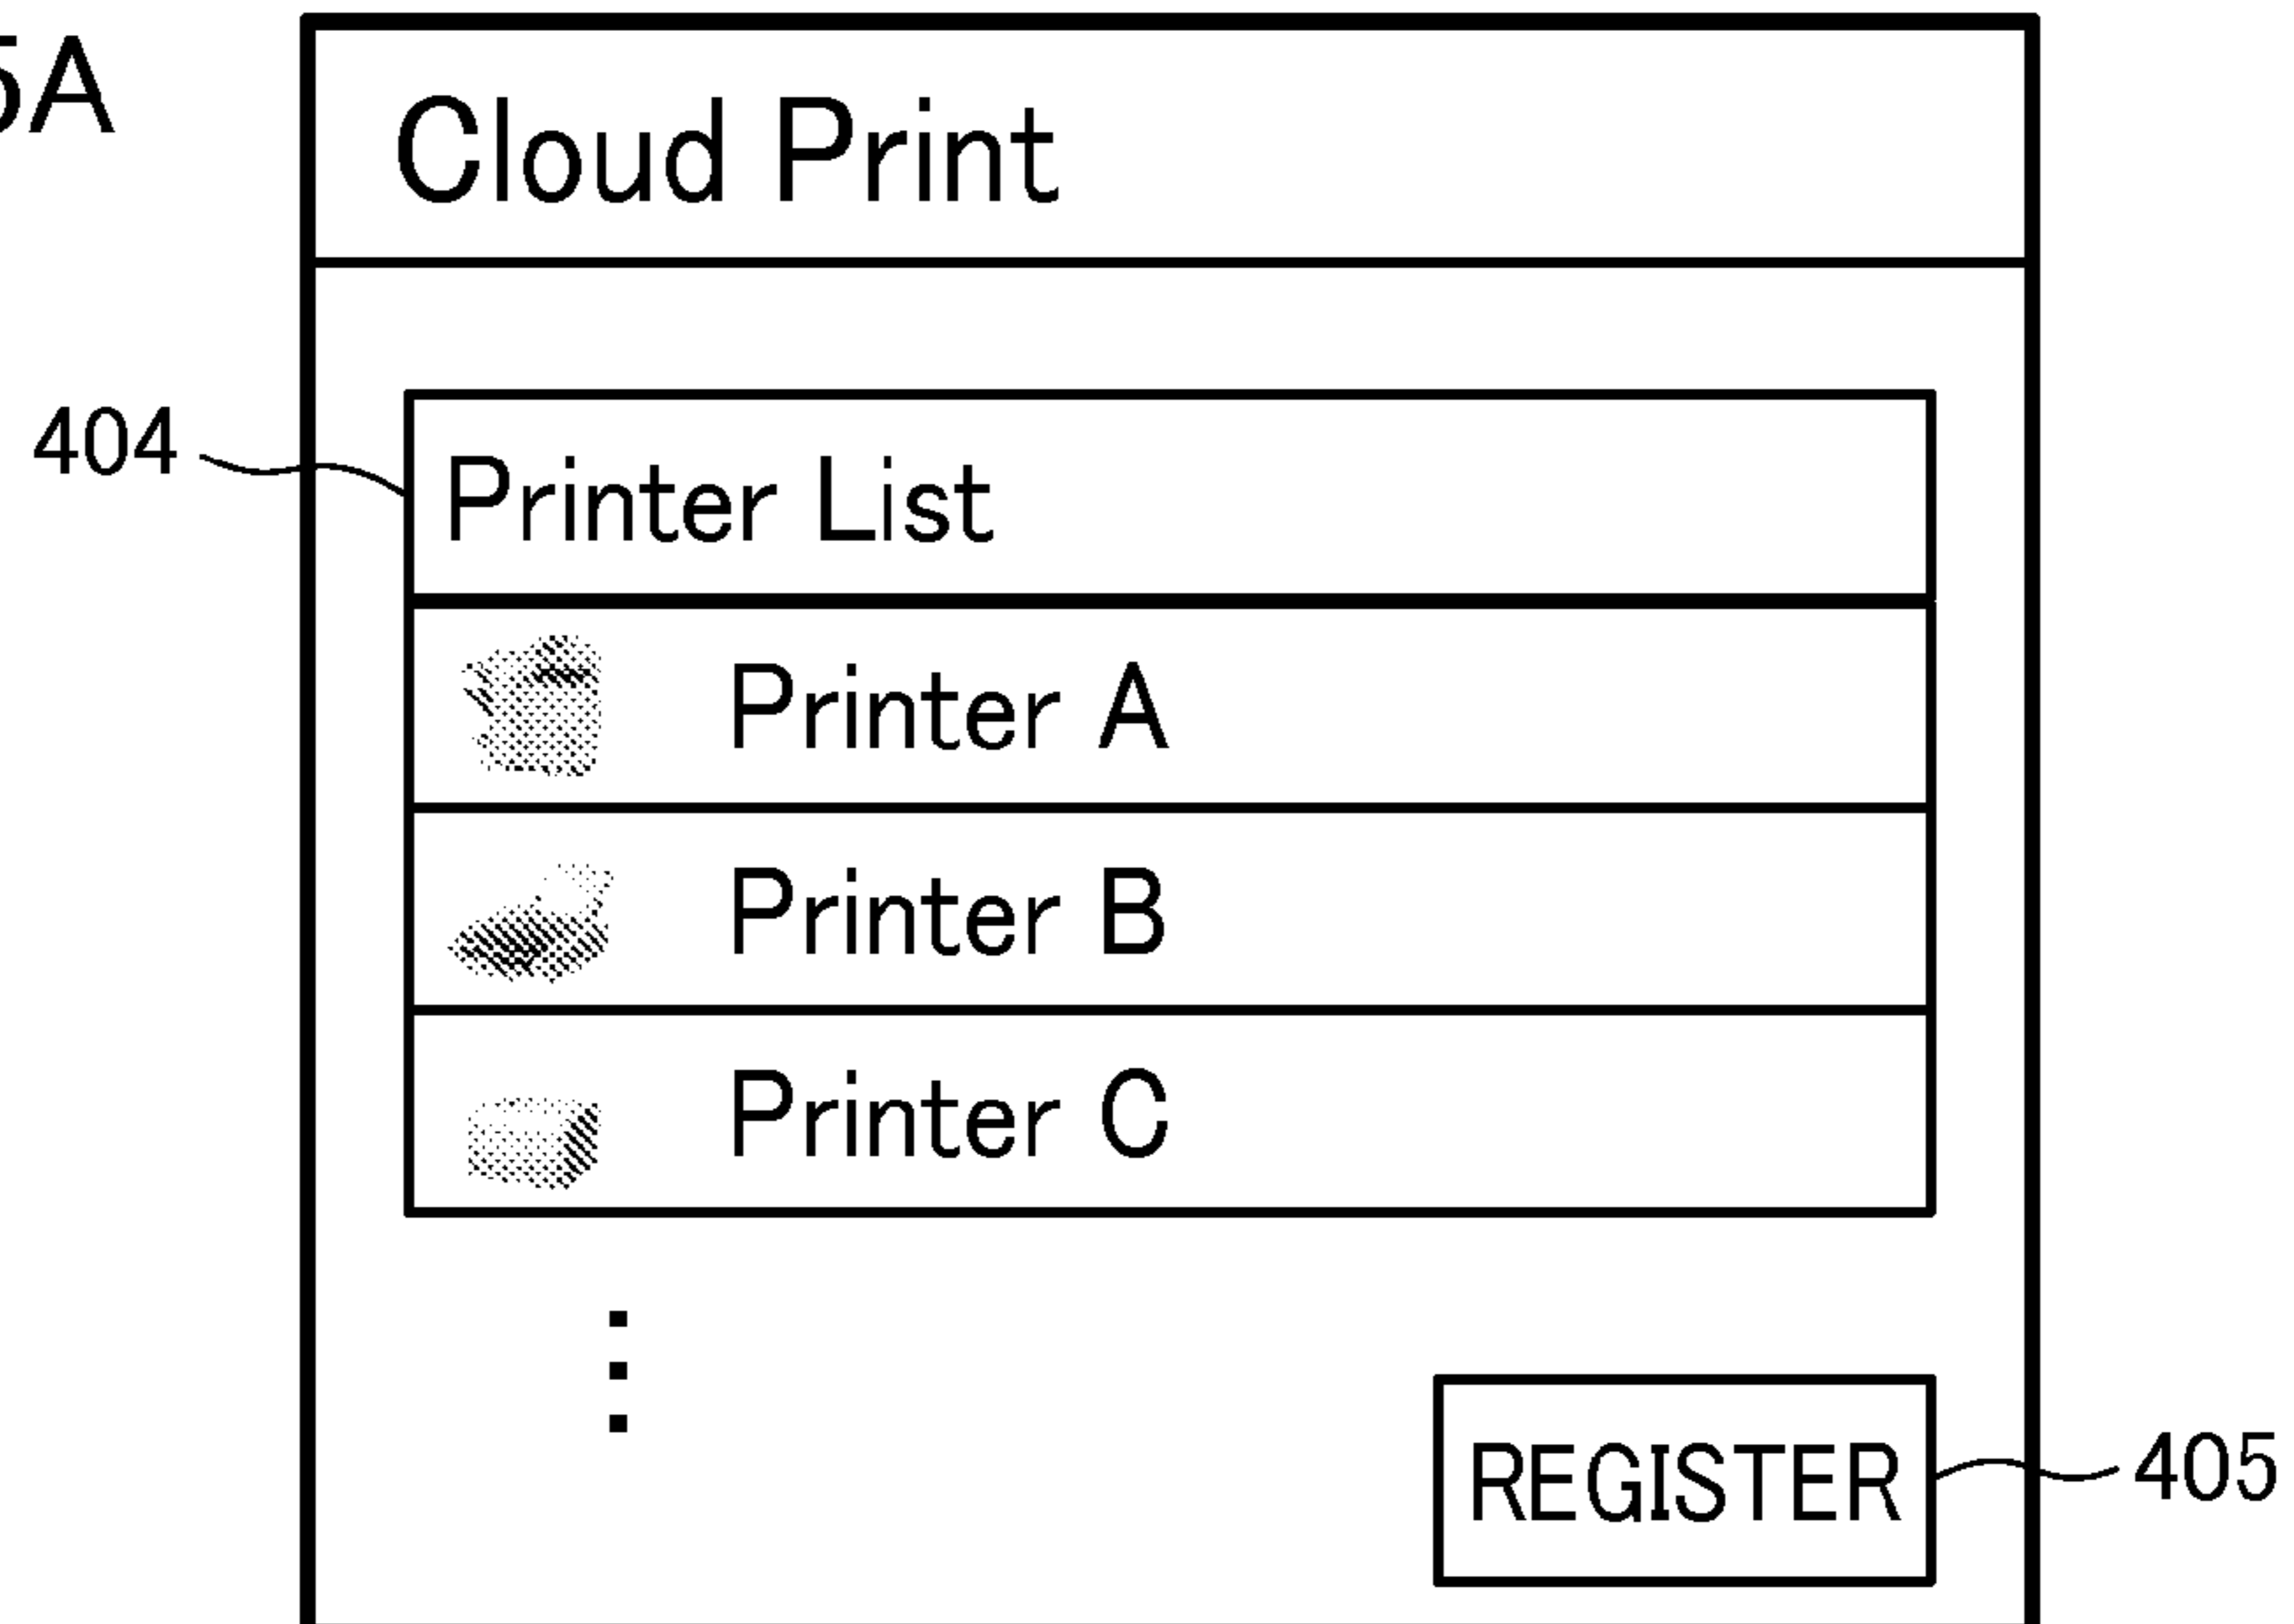 5A
Cloud Print
404
Printer List
Printer A
Printer B
Printer C
REGISTER
405